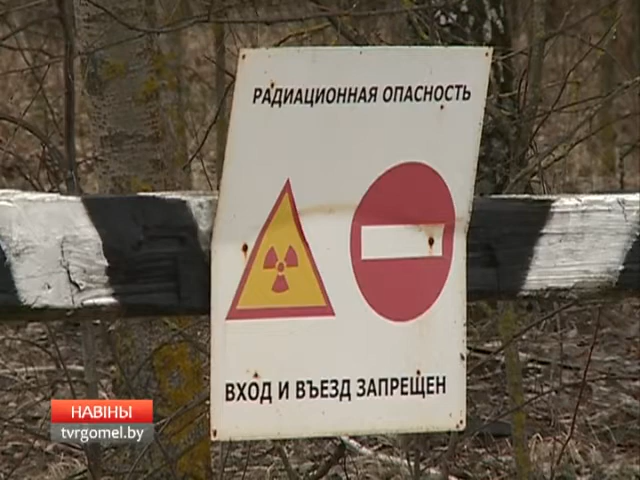 РАДИАЦИОННАЯ ОПАСНОСТЬ
ВХОД И ВЪЕЗД ЗАПРЕЩЕН
НАВІНЫ
tvrgomel.by